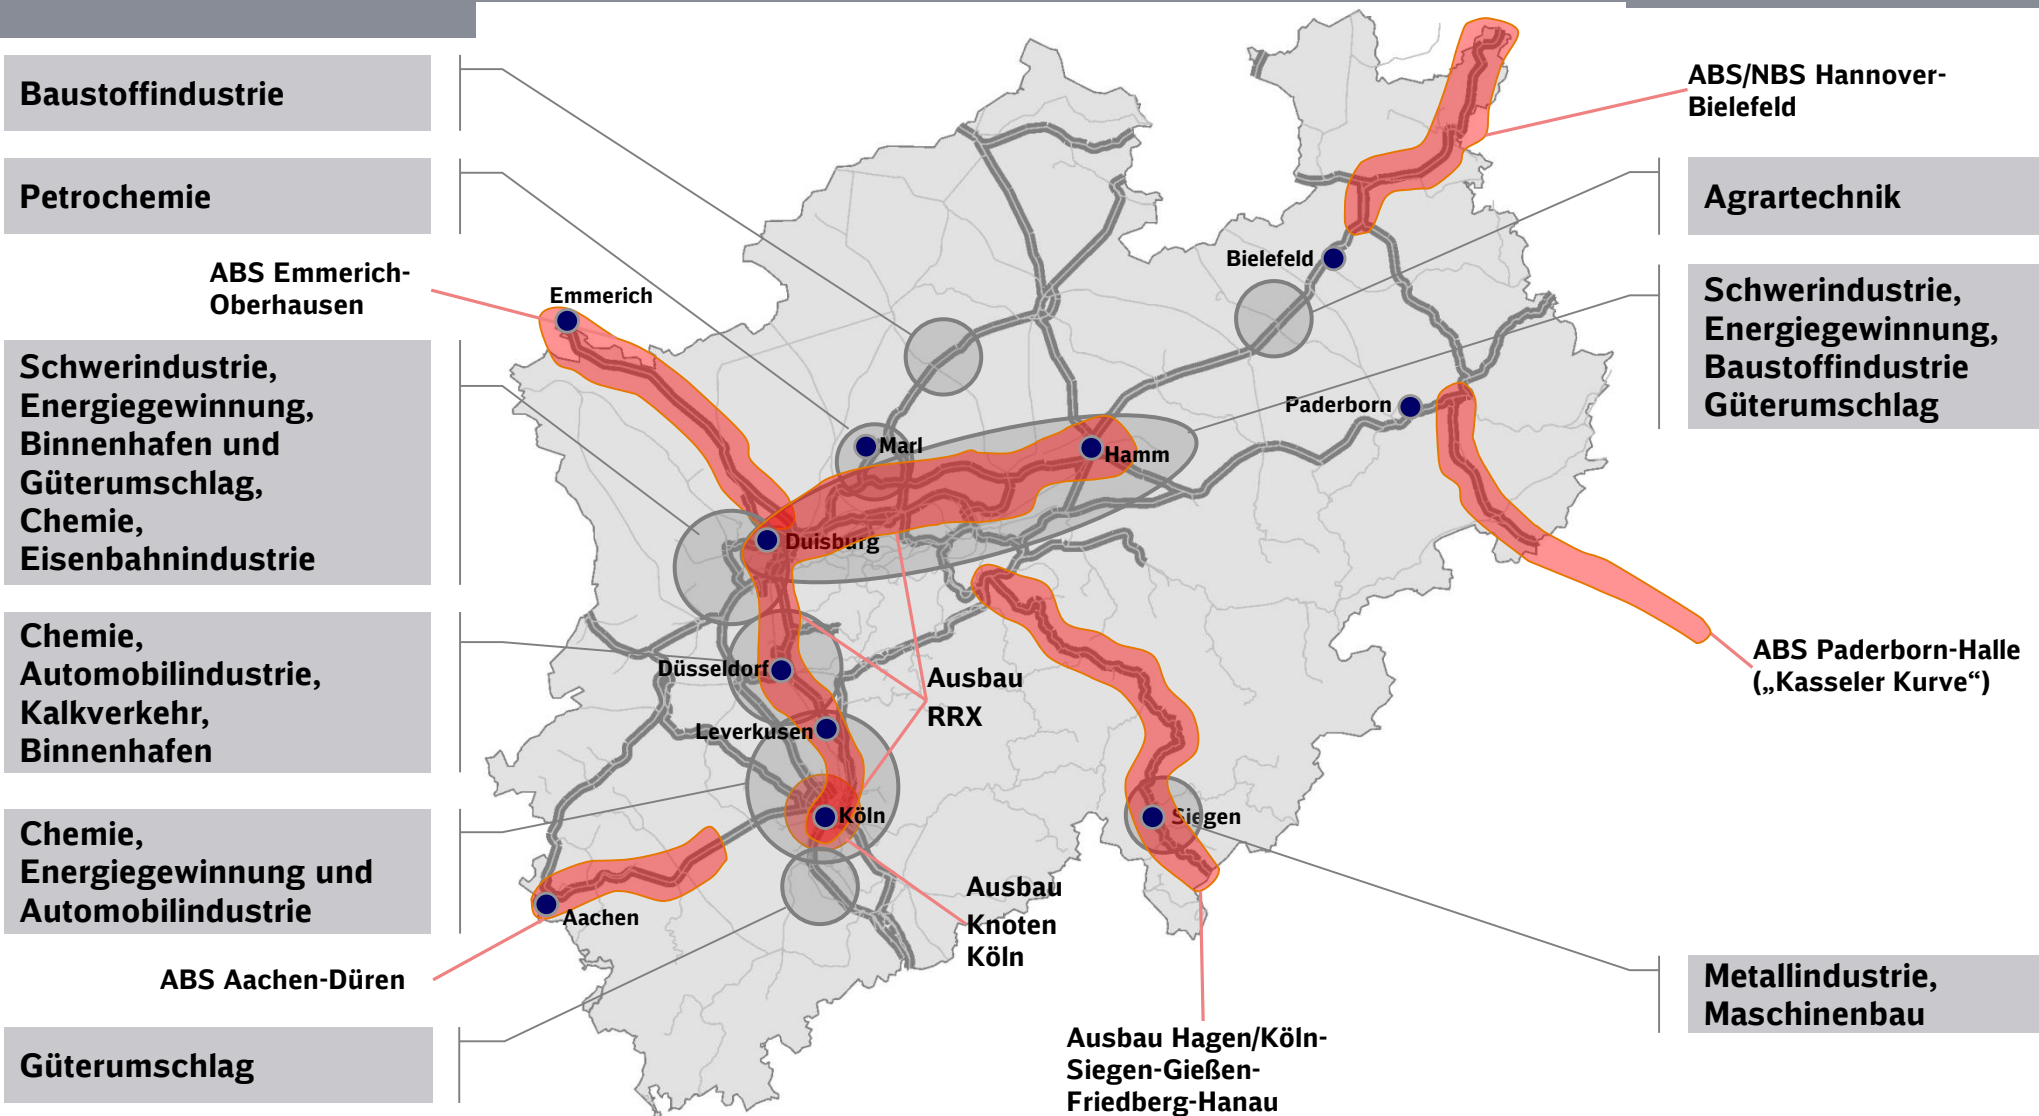 Baustoffindustrie
Petrochemie
ABS Emmerich-
Oberhausen
Schwerindustrie,
Energiegewinnung,
Binnenhafen und
Güterumschlag,
Chemie,
Eisenbahnindustrie
Chemie,
Automobilindustrie,
Kalkverkehr,
Binnenhafen
Chemie,
Energiegewinnung und
Automobilindustrie
ABS Aachen-Düren
Güterumschlag
Emmerich
Bielefeld
Paderborn
Marl
Hamm
Duisburg
Düsseldorf
Leverkusen
Köln
Aachen
Siegen
Ausbau
RRX
Ausbau
Knoten
Köln
Ausbau Hagen/Köln-
Siegen-Gießen-
Friedberg-Hanau
ABS/NBS Hannover-
Bielefeld
Agrartechnik
Schwerindustrie,
Energiegewinnung,
Baustoffindustrie
Güterumschlag
ABS Paderborn-Halle
(„Kasseler Kurve“)
Metallindustrie,
Maschinenbau